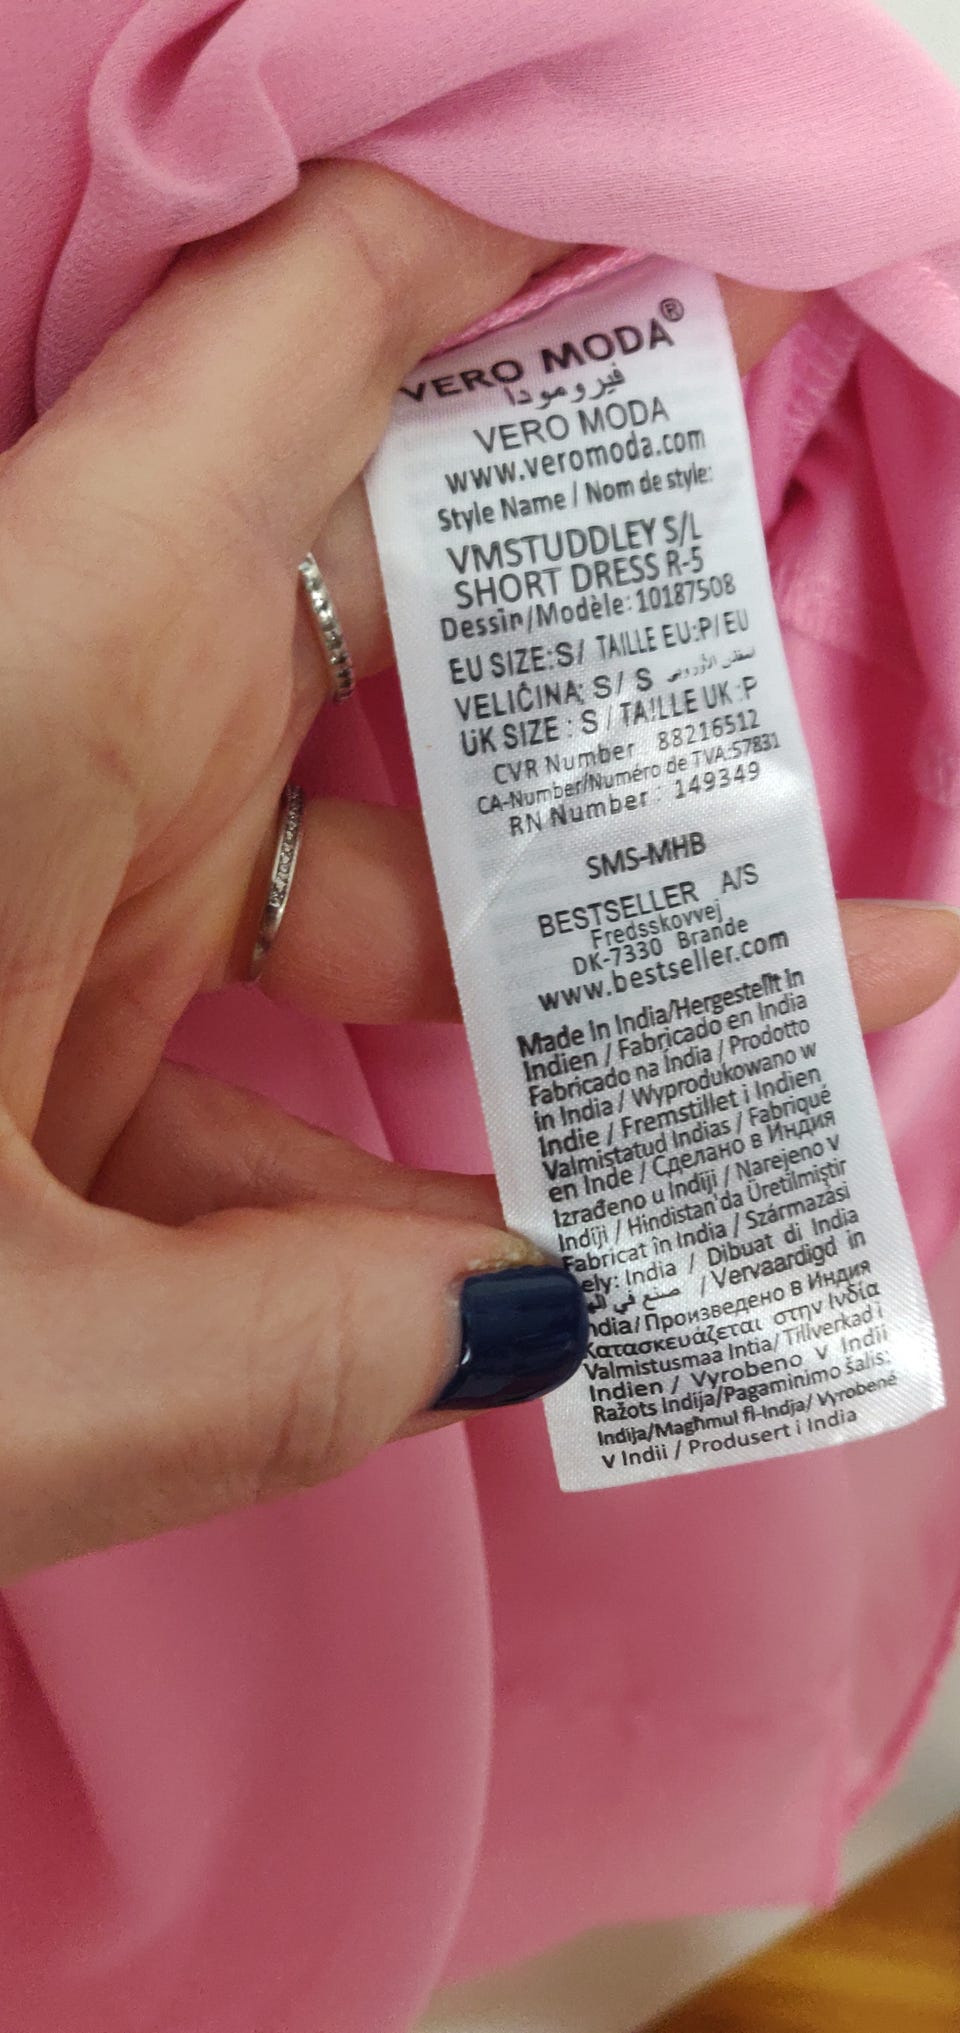 VERO MODA®
فيرومودا
VERO MODA
www.veromoda.com
Style Name / Nom de style:
VMSTUDDLEY S/L
SHORT DRESS R-5
Dessin/Modèle: 10187508
EU SIZE:S/ TAILLE EU:P/EU
VELIČINA: S/ S
UK SIZE : S / TAILLE UK :P
CVR Number 88216512
CA-Number/Numéro de TVA:57831
RN Number : 149349
SMS-MHB
BESTSELLER A/S
Fredsskovvej
DK-7330 Brande
www.bestseller.com
Made In India/Hergestellt In
Indien / Fabricado en India
Fabricado na Índia / Prodotto
in India / Wyprodukowano w
Indie / Fremstillet i Indien
Valmistatud Indias / Fabriqué
en Inde / Сделано в Индия
Izrađeno u Indiji / Narejeno v
Indiji / Hindistan'da Üretilmiştir
Fabricat în India / Származási
ely: India / Dibuat di India
صنع في / Vervaardigd in
ndia/ Произведено в Индия
Κατασκευάζεται στην Ινδία
Valmistusmaa Intia/ Tillverkad i
Indien / Vyrobeno v Indii
Ražots Indija/Pagaminimo šalis:
Indija/Magħmul fl-Indja/ Vyrobené
v Indii / Produsert i India